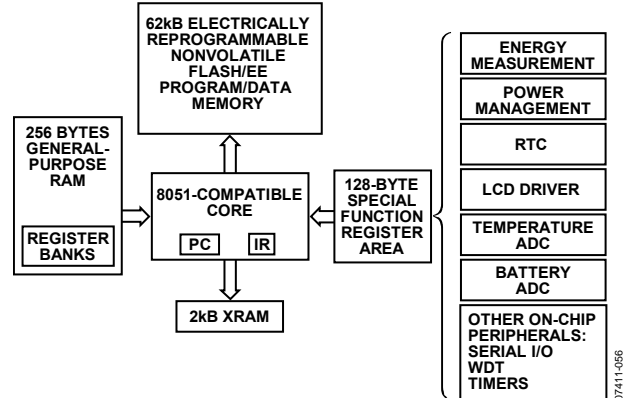 62kB ELECTRICALLY
REPROGRAMMABLE
NONVOLATILE
FLASH/EE
PROGRAM/DATA
MEMORY
256 BYTES
GENERAL-
PURPOSE
RAM
REGISTER
BANKS
8051-COMPATIBLE
CORE
PC
IR
2kB XRAM
128-BYTE
SPECIAL
FUNCTION
REGISTER
AREA
ENERGY
MEASUREMENT
POWER
MANAGEMENT
RTC
LCD DRIVER
TEMPERATURE
ADC
BATTERY
ADC
OTHER ON-CHIP
PERIPHERALS:
SERIAL I/O
WDT
TIMERS
07411-056